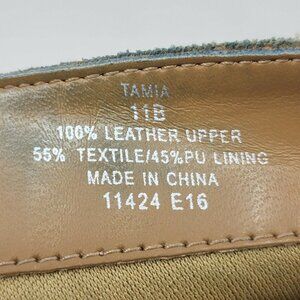 TAMIA
11B
100% LEATHER UPPER
55% TEXTILE/45%PU LINING
MADE IN CHINA
11424 E16